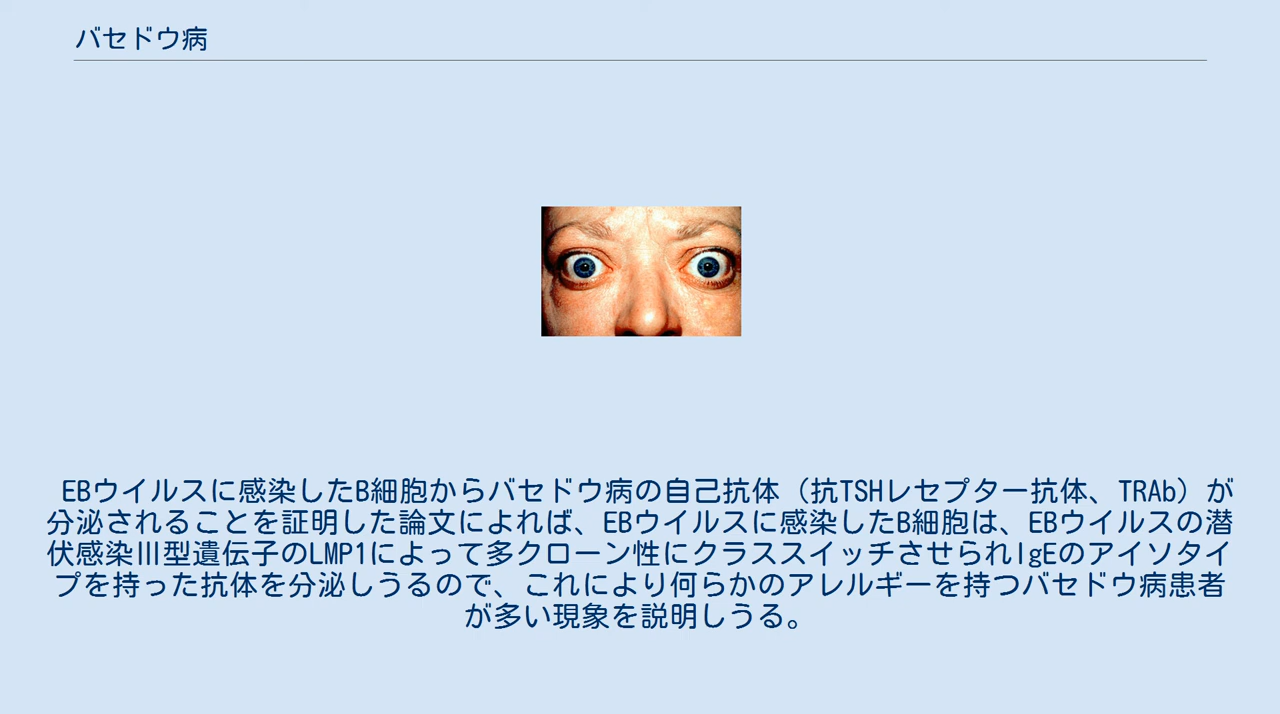 バセドウ病
EBウイルスに感染したB細胞からバセドウ病の自己抗体（抗TSHレセプター抗体、TRAb）が
分泌されることを証明した論文によれば、EBウイルスに感染したB細胞は、EBウイルスの潜
伏感染Ⅲ型遺伝子のLMP1によって多クローン性にクラススイッチさせられIgEのアイソタイ
プを持った抗体を分泌しうるので、これにより何らかのアレルギーを持つバセドウ病患者
が多い現象を説明しうる。